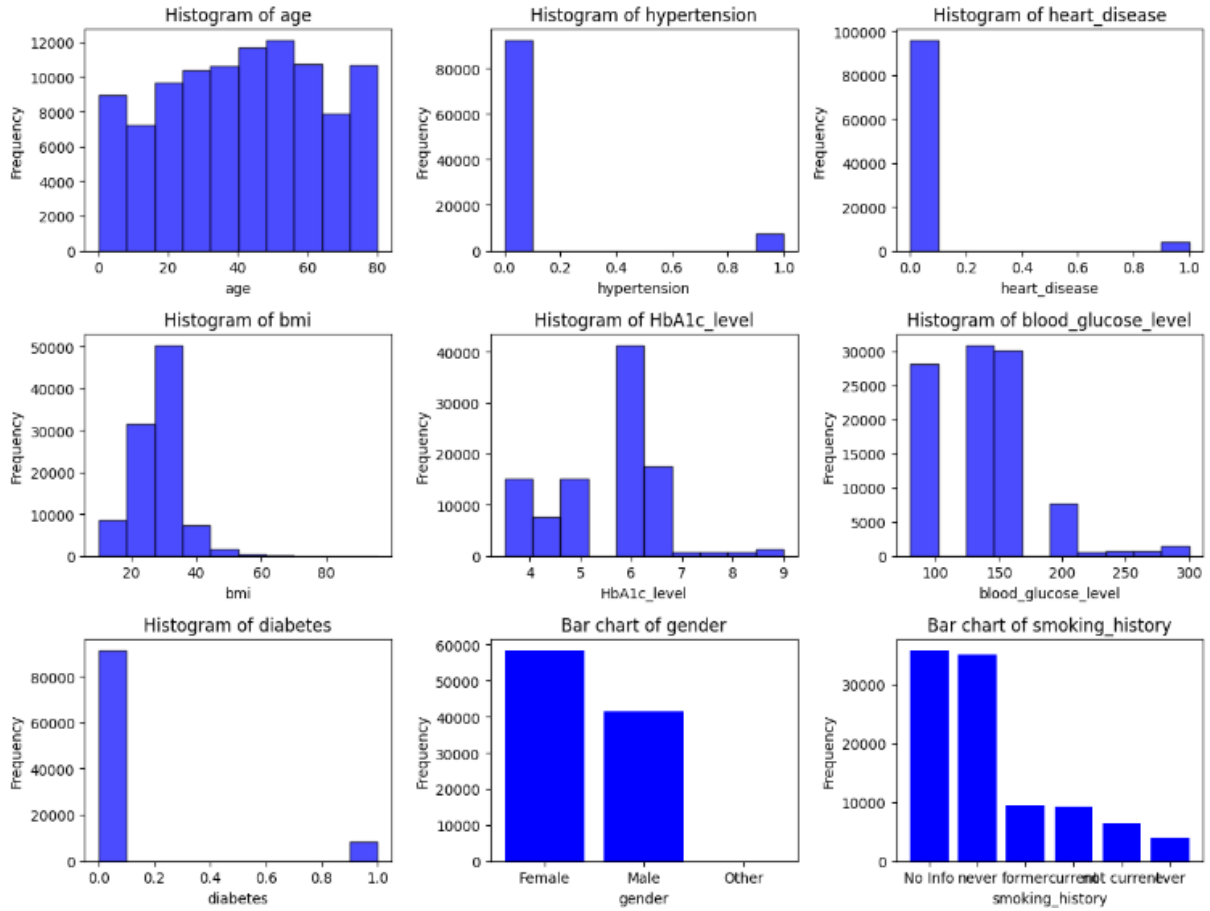 Histogram of age
12000
10000
8000
6000
4000
2000
0
Frequency
0 20 40 60 80
age
Histogram of hypertension
80000
60000
40000
20000
0
Frequency
0.0 0.2 0.4 0.6 0.8 1.0
hypertension
Histogram of heart_disease
100000
80000
60000
40000
20000
0
Frequency
0.0 0.2 0.4 0.6 0.8 1.0
heart_disease
Histogram of bmi
50000
40000
30000
20000
10000
0
Frequency
20 40 60 80
bmi
Histogram of HbA1c_level
40000
30000
20000
10000
0
Frequency
4 5 6 7 8 9
HbA1c_level
Histogram of blood_glucose_level
30000
25000
20000
15000
10000
5000
0
Frequency
100 150 200 250 300
blood_glucose_level
Histogram of diabetes
80000
60000
40000
20000
0
Frequency
0.0 0.2 0.4 0.6 0.8 1.0
diabetes
Bar chart of gender
60000
50000
40000
30000
20000
10000
0
Frequency
Female Male Other
gender
Bar chart of smoking_history
30000
20000
10000
0
Frequency
No Info never former current not current ever
smoking_history